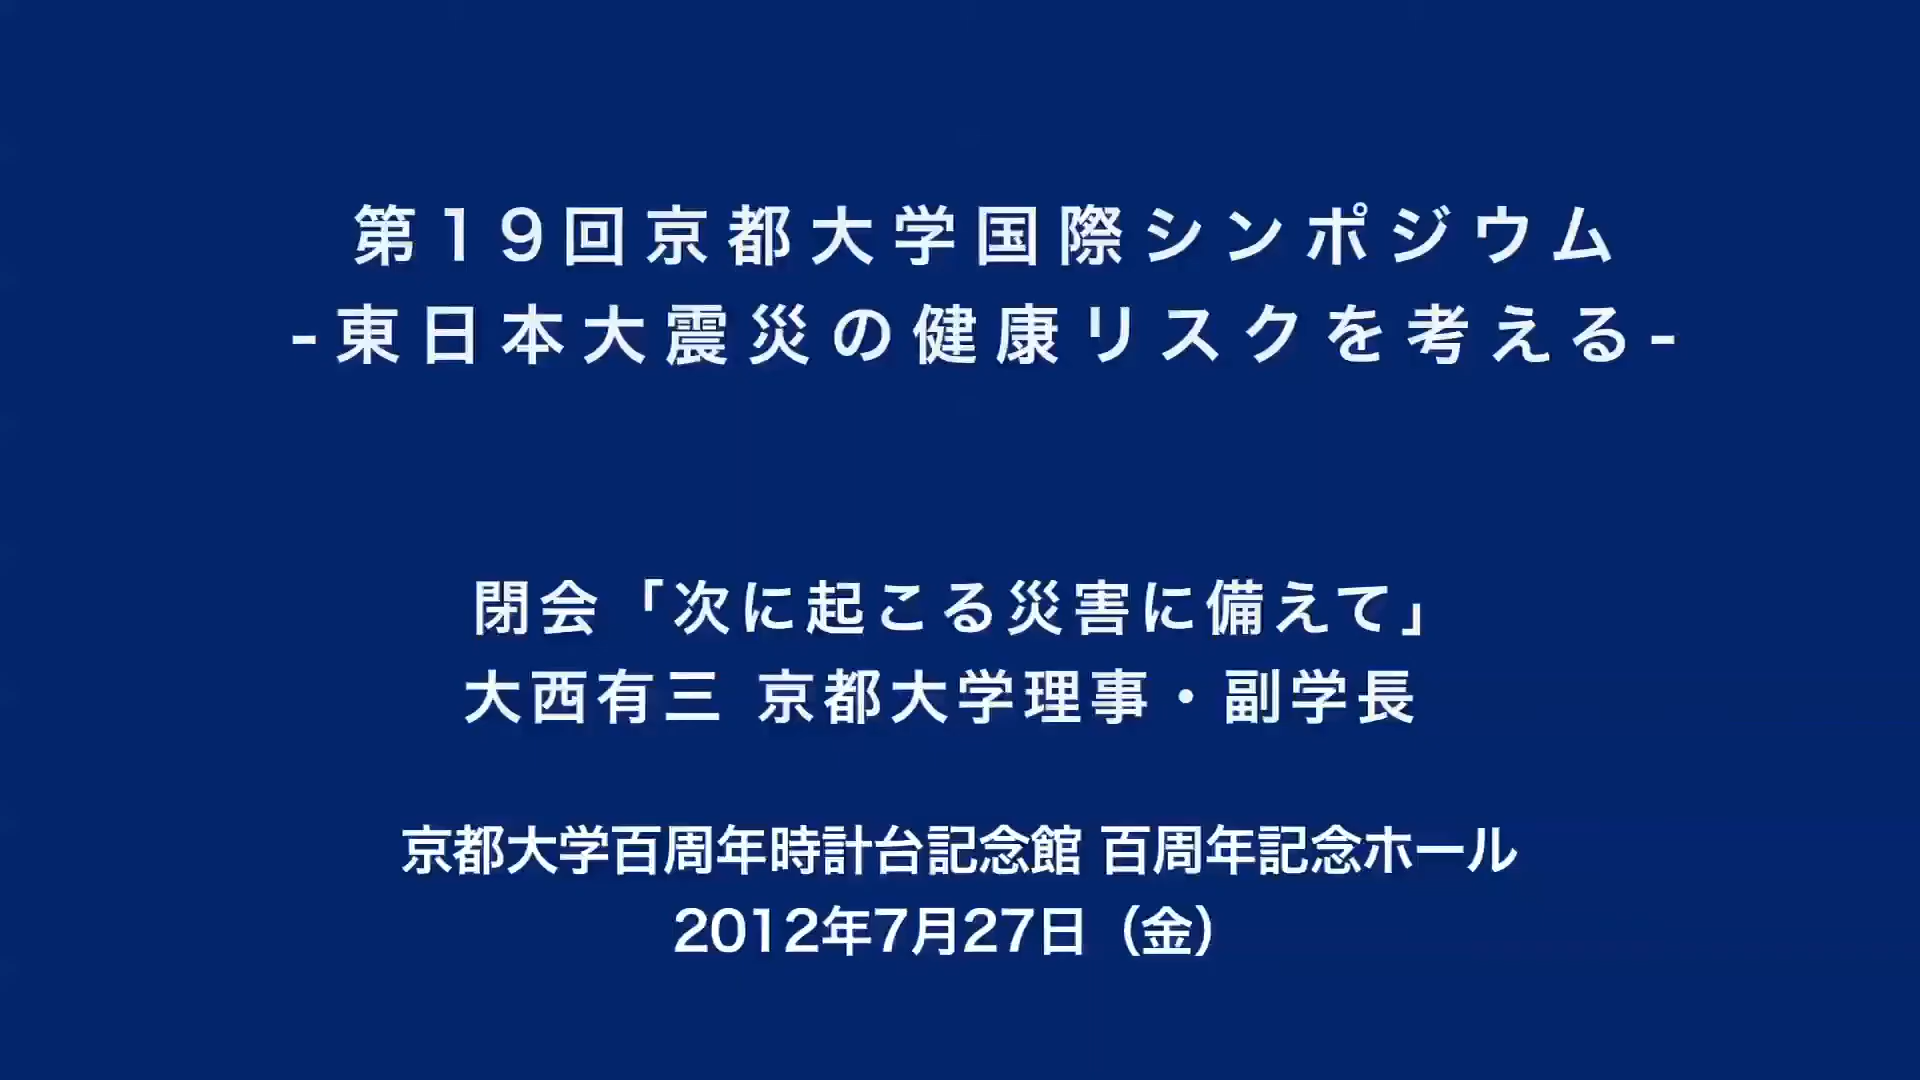 第19回京都大学国際シンポジウム
-東日本大震災の健康リスクを考える-
閉会「次に起こる災害に備えて」
大西有三 京都大学理事・副学長
京都大学百周年時計台記念館 百周年記念ホール
2012年7月27日（金）